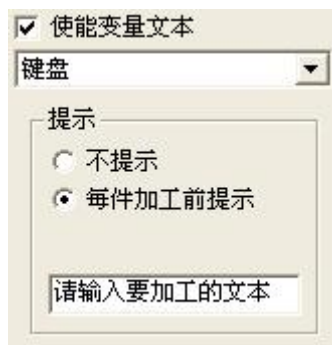 使能变量文本
键盘
提示
不提示
每件加工前提示
请输入要加工的文本